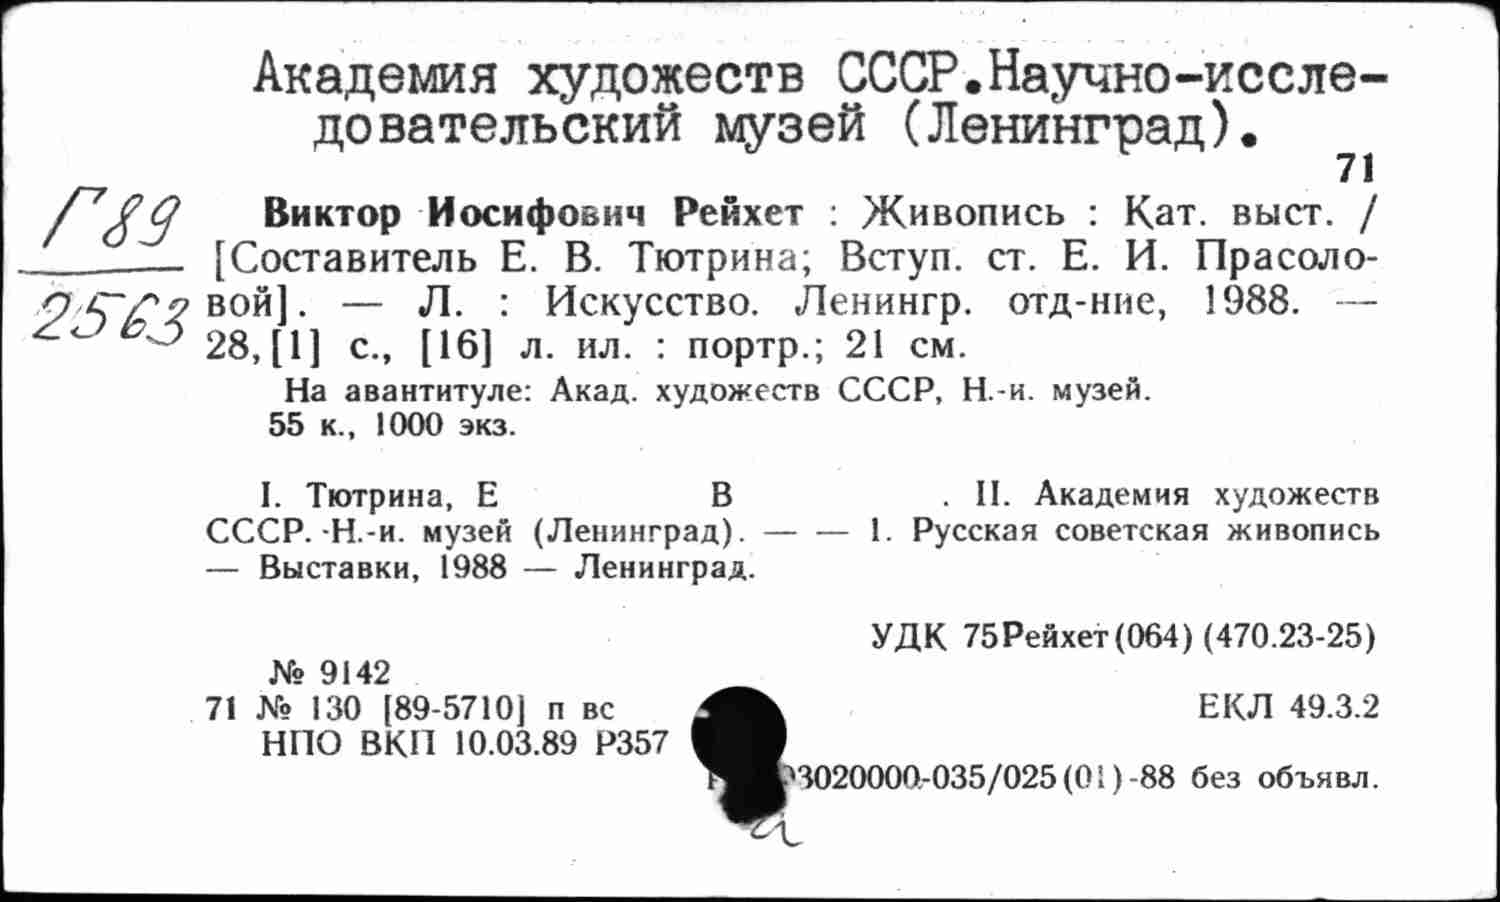 Академия художеств СССР.Научно-иссле-
довательский музей (Ленинград).
71
Г89
2563
Виктор Иосифович Рейхет : Живопись : Кат. выст. /
[Составитель Е. В. Тютрина; Вступ. ст. Е. И. Прасоло-
вой]. — Л. : Искусство. Ленингр. отд-ние, 1988. —
28,[1] с., [16] л. ил. : портр.; 21 см.
На авантитуле: Акад. художеств СССР, Н.-и. музей.
55 к., 1000 экз.
I. Тютрина, Е В . II. Академия художеств
СССР. Н.-и. музей (Ленинград). — — 1. Русская советская живопись
— Выставки, 1988 — Ленинград.
УДК 75Рейхет(064)(470.23-25)
№ 9142
71 № 130 [89-5710] п вс
ЕКЛ 49.3.2
НПО ВКП 10.03.89 Р357
3020000-035/025(01)-88 без объявл.